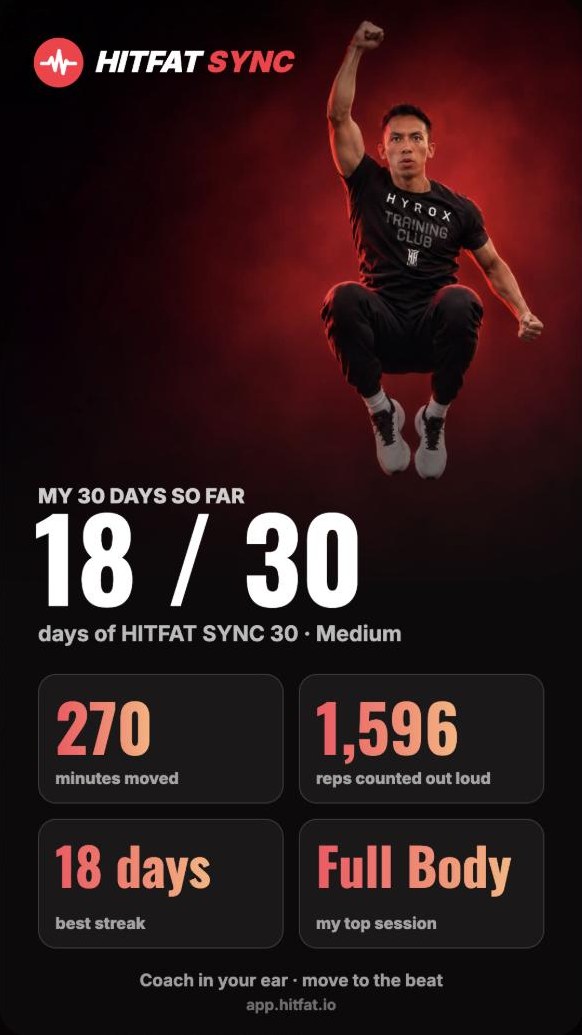 HITFAT SYNC
HYROX
TRAINING
CLUB
MY 30 DAYS SO FAR
18 / 30
days of HITFAT SYNC 30 · Medium
270
minutes moved
1,596
reps counted out loud
18 days
best streak
Full Body
my top session
Coach in your ear · move to the beat
app.hitfat.io